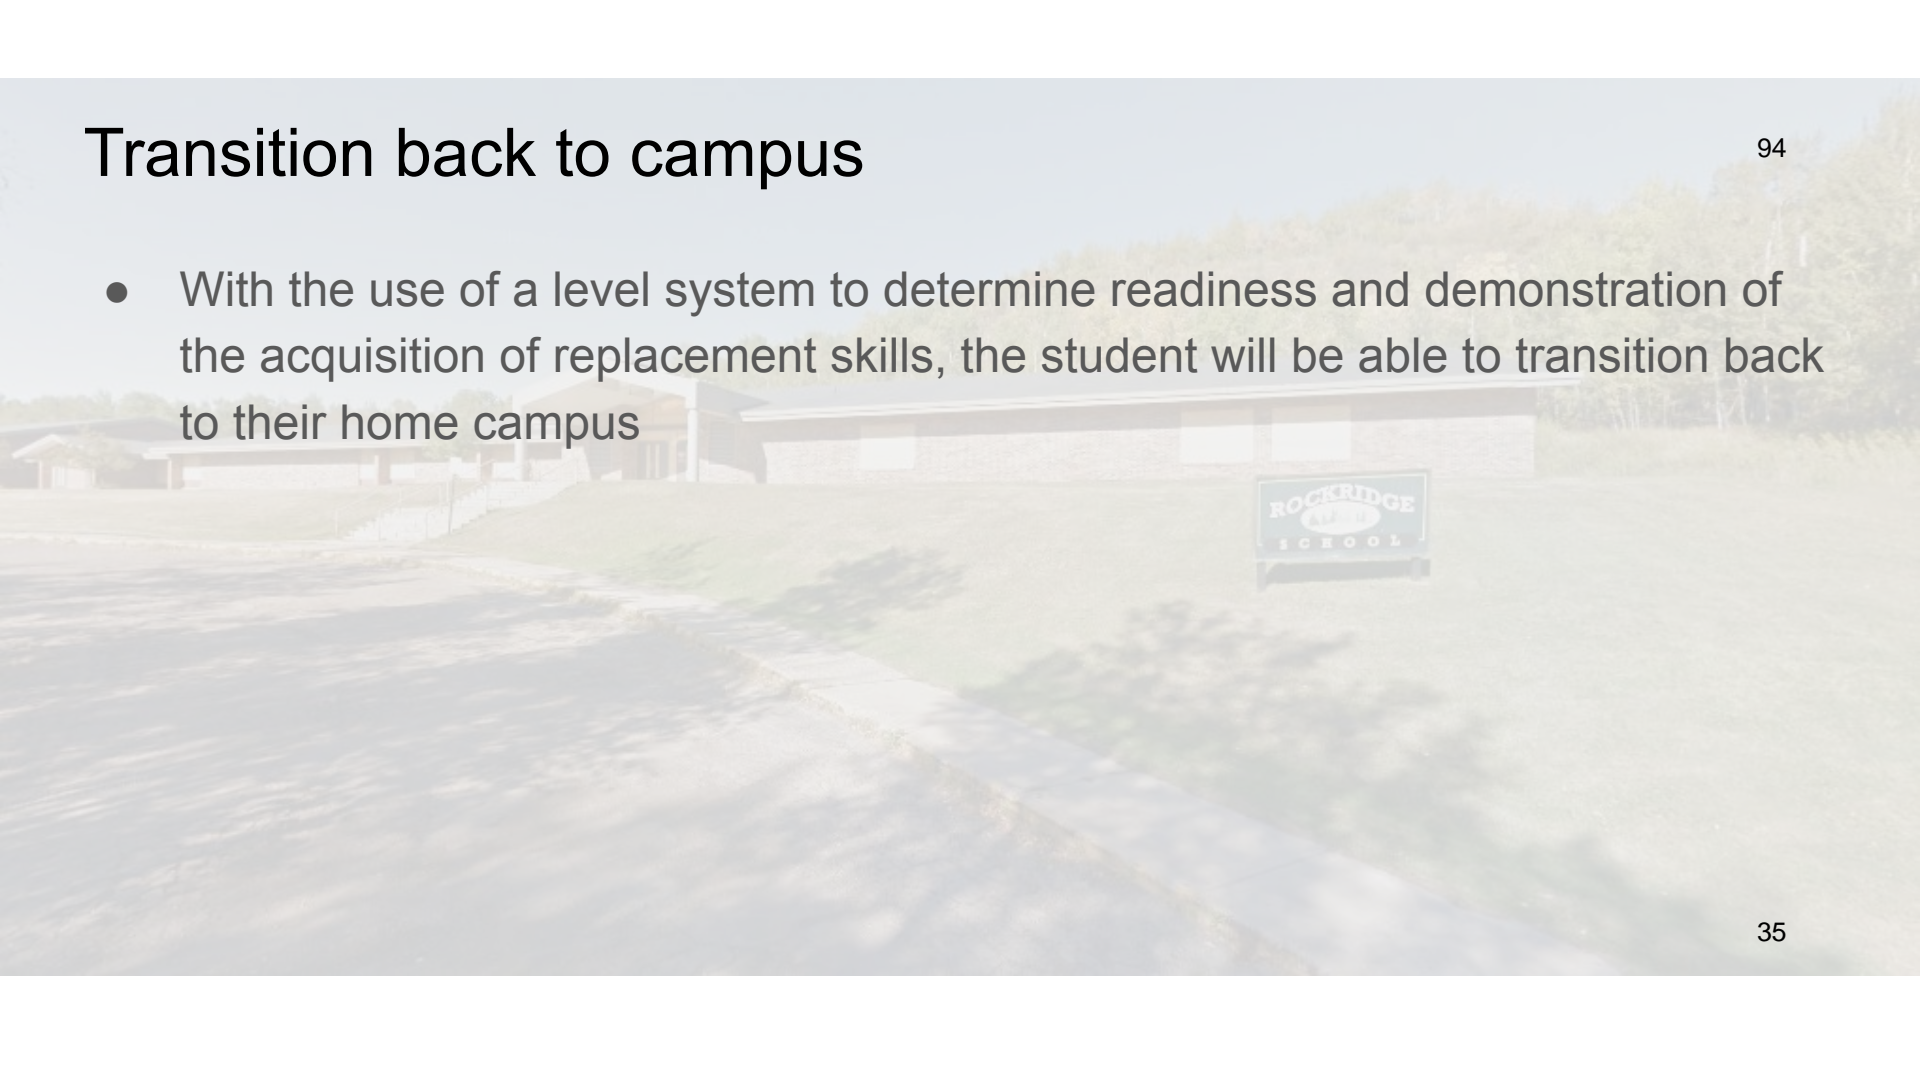 Transition back to campus
94
● With the use of a level system to determine readiness and demonstration of
the acquisition of replacement skills, the student will be able to transition back
to their home campus
ROCKRIDGE
SCHOOL
35